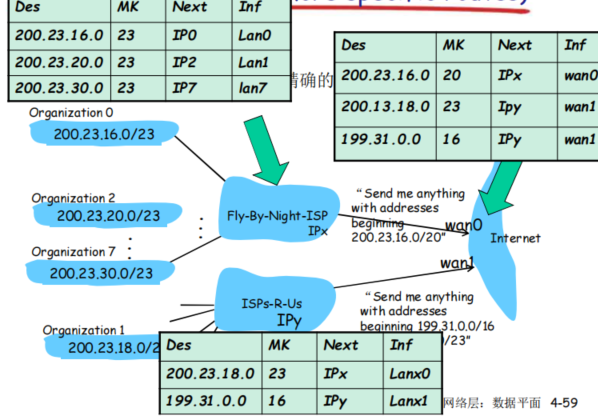 Des MK Next Inf
200.23.16.0 23 IP0 Lan0
200.23.20.0 23 IP2 Lan1
200.23.30.0 23 IP7 lan7
Des MK Next Inf
200.23.16.0 20 IPx wan0
200.13.18.0 23 Ipy wan1
199.31.0.0 16 IPy wan1
精确的
Organization 0
200.23.16.0/23
Organization 2
200.23.20.0/23
Organization 7
200.23.30.0/23
Organization 1
200.23.18.0/2
Fly-By-Night-ISP
IPx
ISPs-R-Us
IPy
"Send me anything
with addresses
beginning
200.23.16.0/20"
wan0
Internet
wan1
"Send me anything
with addresses
beginning 199.31.0.0/16
/23"
Des MK Next Inf
200.23.18.0 23 IPx Lanx0
199.31.0.0 16 IPy Lanx1
网络层：数据平面 4-59